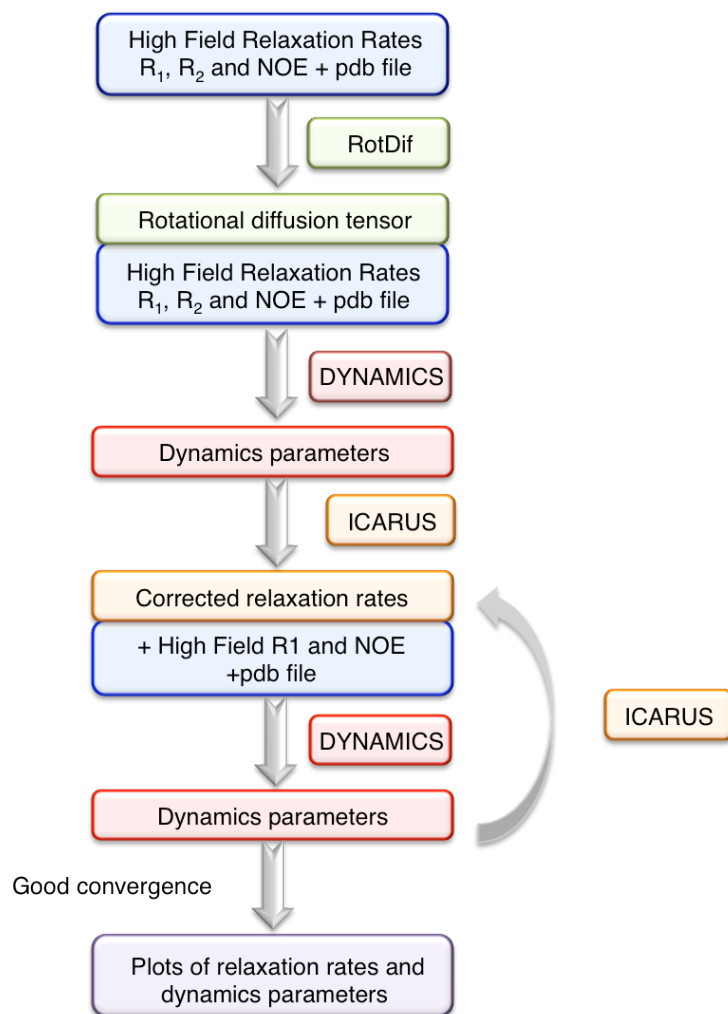 High Field Relaxation Rates
R₁, R₂ and NOE + pdb file
RotDif
Rotational diffusion tensor
High Field Relaxation Rates
R₁, R₂ and NOE + pdb file
DYNAMICS
Dynamics parameters
ICARUS
Corrected relaxation rates
+ High Field R1 and NOE
+pdb file
ICARUS
DYNAMICS
Dynamics parameters
Good convergence
Plots of relaxation rates and
dynamics parameters